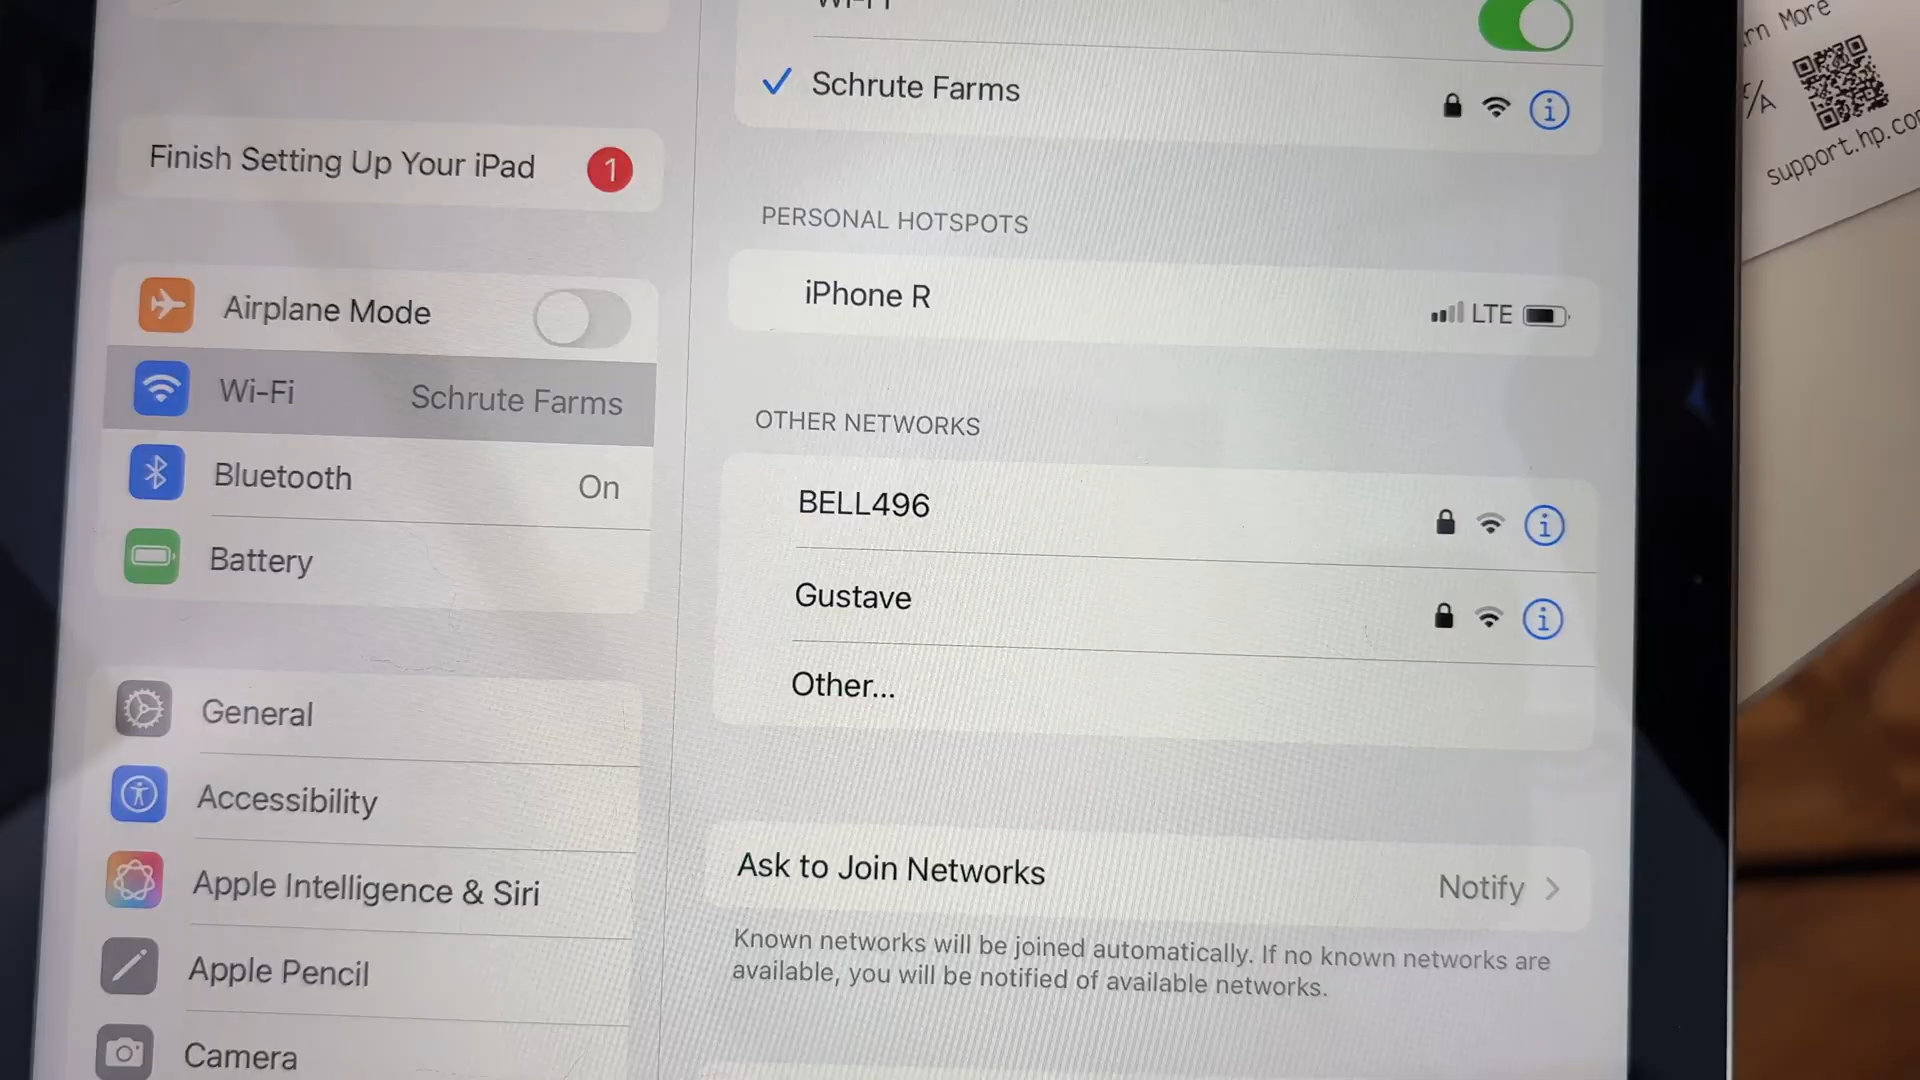 Wi-Fi
Schrute Farms
Finish Setting Up Your iPad 1
Airplane Mode
Wi-Fi Schrute Farms
Bluetooth On
Battery
General
Accessibility
Apple Intelligence & Siri
Apple Pencil
Camera
PERSONAL HOTSPOTS
iPhone R LTE
OTHER NETWORKS
BELL496
Gustave
Other...
Ask to Join Networks Notify
Known networks will be joined automatically. If no known networks are
available, you will be notified of available networks.
More
support.hp.co